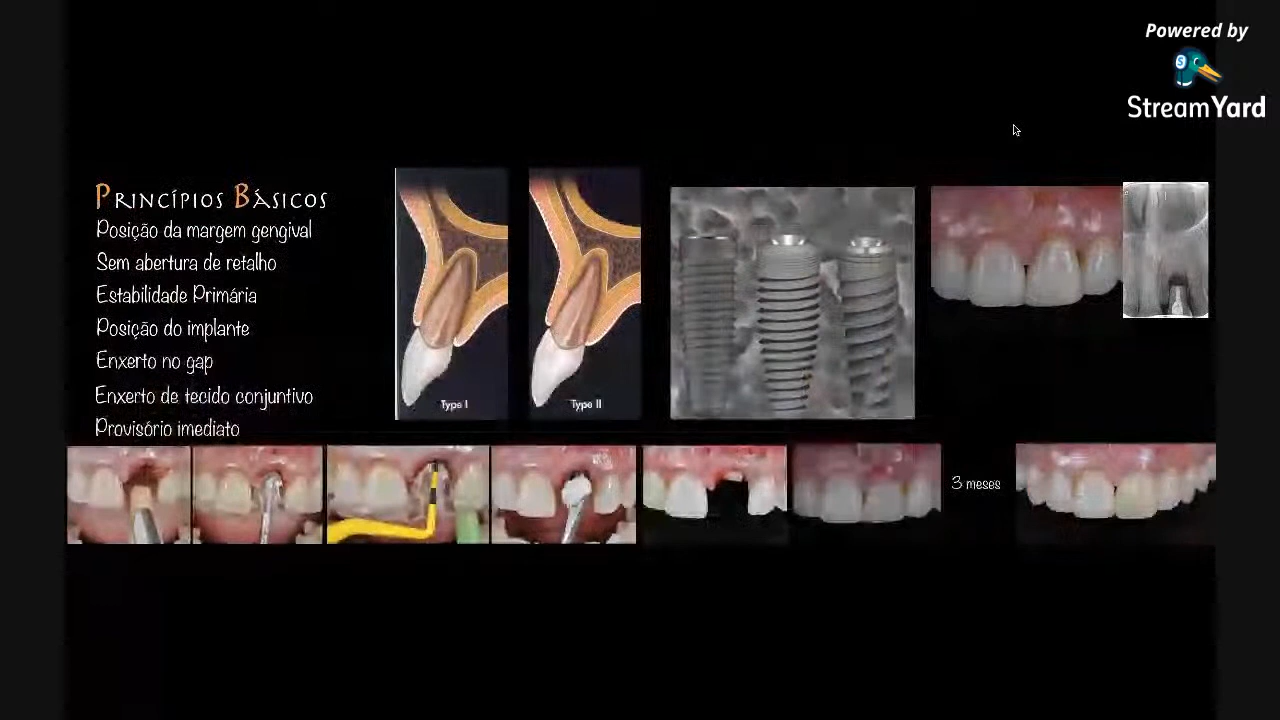 Powered by
StreamYard
Princípios Básicos
Posição da margem gengival
Sem abertura de retalho
Estabilidade Primária
Posição do implante
Enxerto no gap
Enxerto de tecido conjuntivo
Provisório imediato
Type I
Type II
3 meses